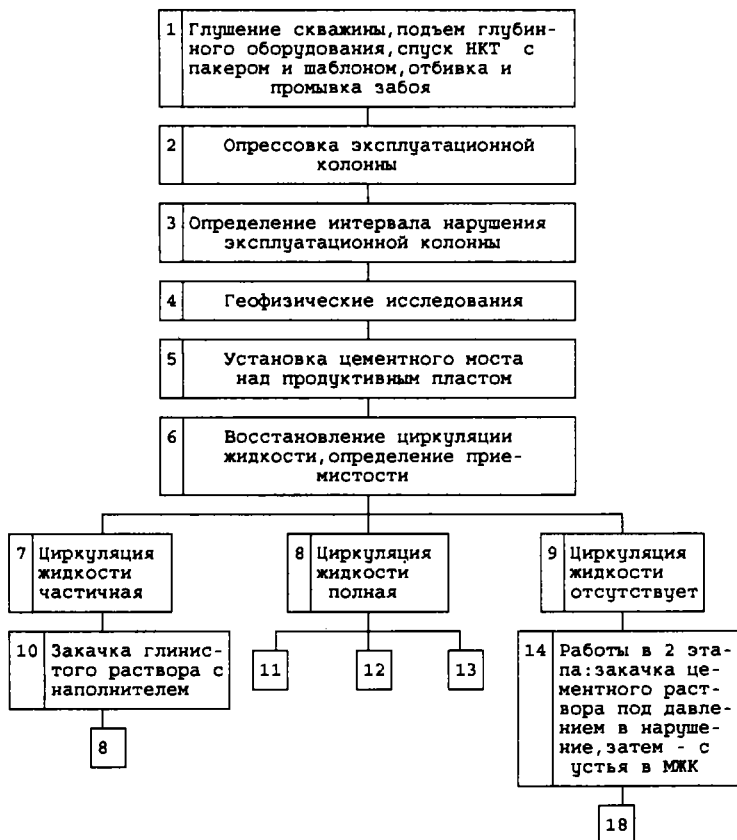 1 Глушение скважины,подъем глубин-
ного оборудования,спуск НКТ с
пакером и шаблоном,отбивка и
промывка забоя
2 Опрессовка эксплуатационной
колонны
3 Определение интервала нарушения
эксплуатационной колонны
4 Геофизические исследования
5 Установка цементного моста
над продуктивным пластом
6 Восстановление циркуляции
жидкости,определение прие-
мистости
7 Циркуляция
жидкости
частичная
8 Циркуляция
жидкости
полная
9 Циркуляция
жидкости
отсутствует
10 Закачка глинис-
того раствора с
наполнителем
11
12
13
14 Работы в 2 эта-
па:закачка це-
ментного раст-
вора под давле-
нием в наруше-
ние,затем - с
устья в МЖК
8
18